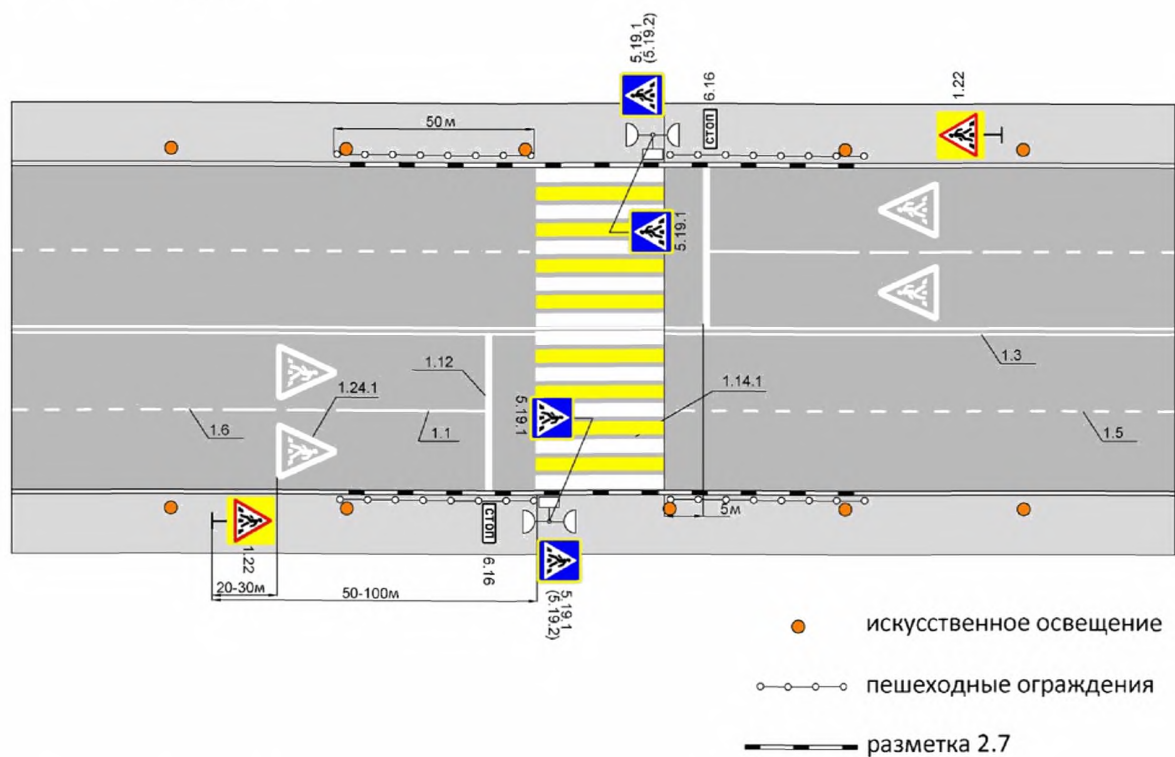 5.19.1
(5.19.2)
6.16
1.22
50 м
стоп
5.19.1
1.3
1.12
1.24.1
5.19.1
1.14.1
1.6
1.1
1.5
стоп
5м
1.22
6.16
20-30м
50-100м
5.19.1
(5.19.2)
искусственное освещение
пешеходные ограждения
разметка 2.7